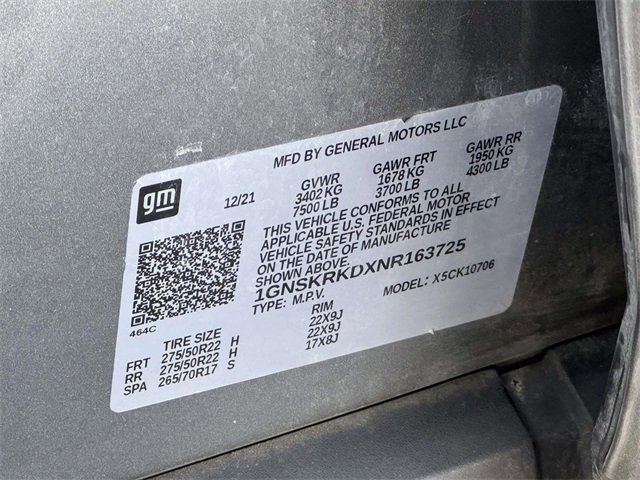 MFD BY GENERAL MOTORS LLC
gm
12/21
GVWR GAWR FRT GAWR RR
3402 KG 1678 KG 1950 KG
7500 LB 3700 LB 4300 LB
THIS VEHICLE CONFORMS TO ALL
APPLICABLE U.S. FEDERAL MOTOR
VEHICLE SAFETY STANDARDS IN EFFECT
ON THE DATE OF MANUFACTURE
SHOWN ABOVE.
1GNSKRKDXNR163725
TYPE: M.P.V. MODEL: X5CK10706
464C
TIRE SIZE RIM
FRT 275/50R22 H 22X9J
RR 275/50R22 H 22X9J
SPA 265/70R17 S 17X8J